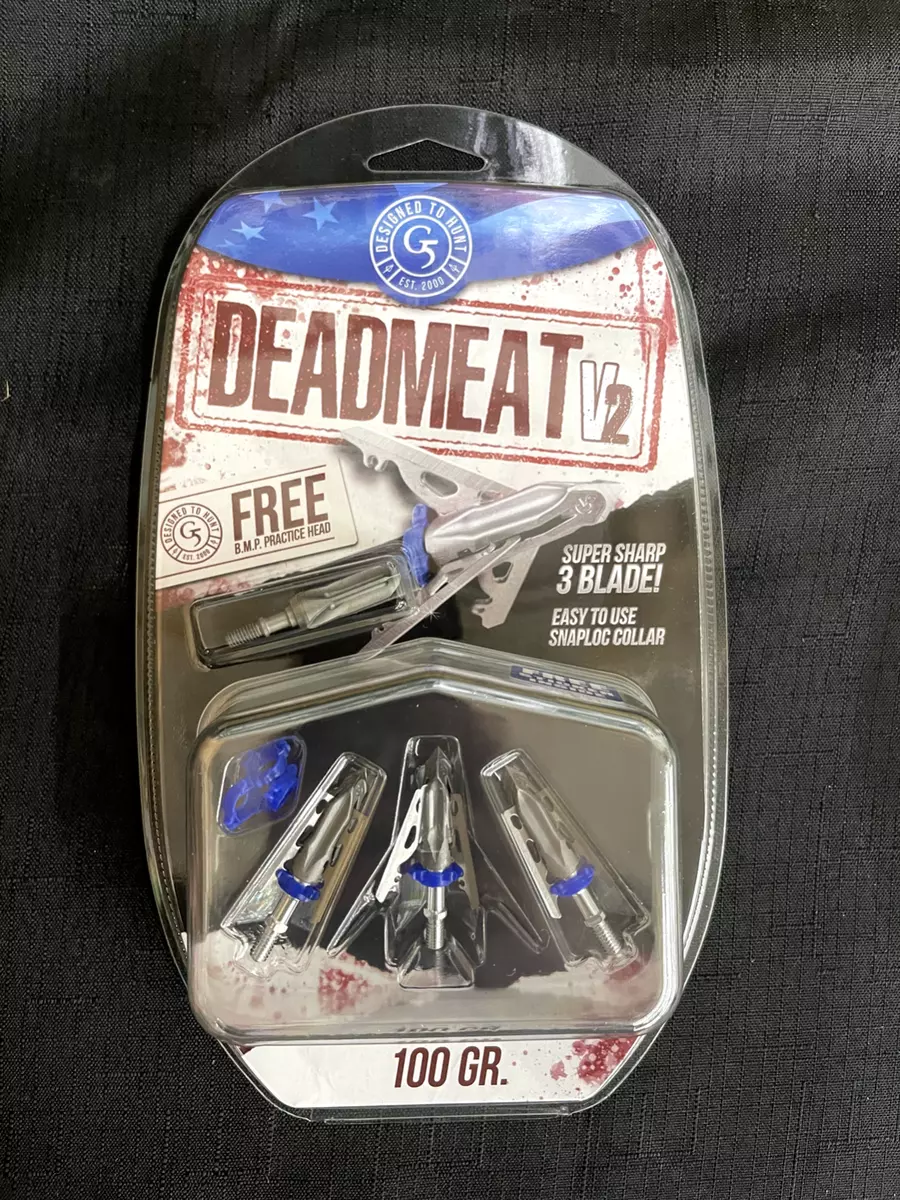 DESIGNED TO HUNT
G5
EST. 2000
DEADMEAT V2
DESIGNED TO HUNT
G5
EST. 2000
FREE
B.M.P. PRACTICE HEAD
G5
SUPER SHARP
3 BLADE!
EASY TO USE
SNAPLOC COLLAR
100 GR.